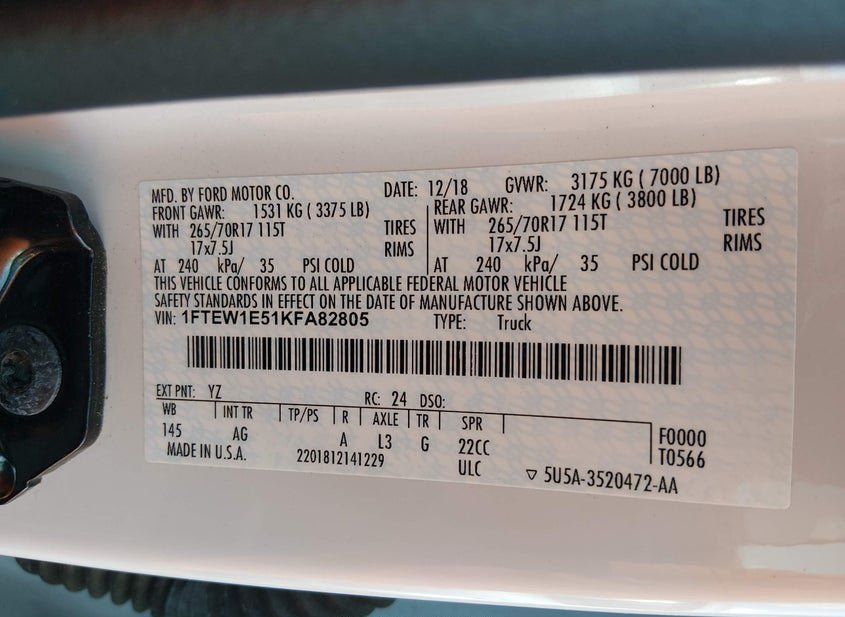 MFD. BY FORD MOTOR CO. DATE: 12/18 GVWR: 3175 KG ( 7000 LB)
FRONT GAWR: 1531 KG ( 3375 LB) REAR GAWR: 1724 KG ( 3800 LB)
WITH 265/70R17 115T TIRES WITH 265/70R17 115T TIRES
17x7.5J RIMS 17x7.5J RIMS
AT 240 kPa/ 35 PSI COLD AT 240 kPa/ 35 PSI COLD
THIS VEHICLE CONFORMS TO ALL APPLICABLE FEDERAL MOTOR VEHICLE
SAFETY STANDARDS IN EFFECT ON THE DATE OF MANUFACTURE SHOWN ABOVE.
VIN: 1FTEW1E51KFA82805 TYPE: Truck
EXT PNT: YZ RC: 24 DSO:
WB INT TR TP/PS R AXLE TR SPR
145 AG A L3 G 22CC F0000
MADE IN U.S.A. 2201812141229 ULC ▽ 5U5A-3520472-AA T0566